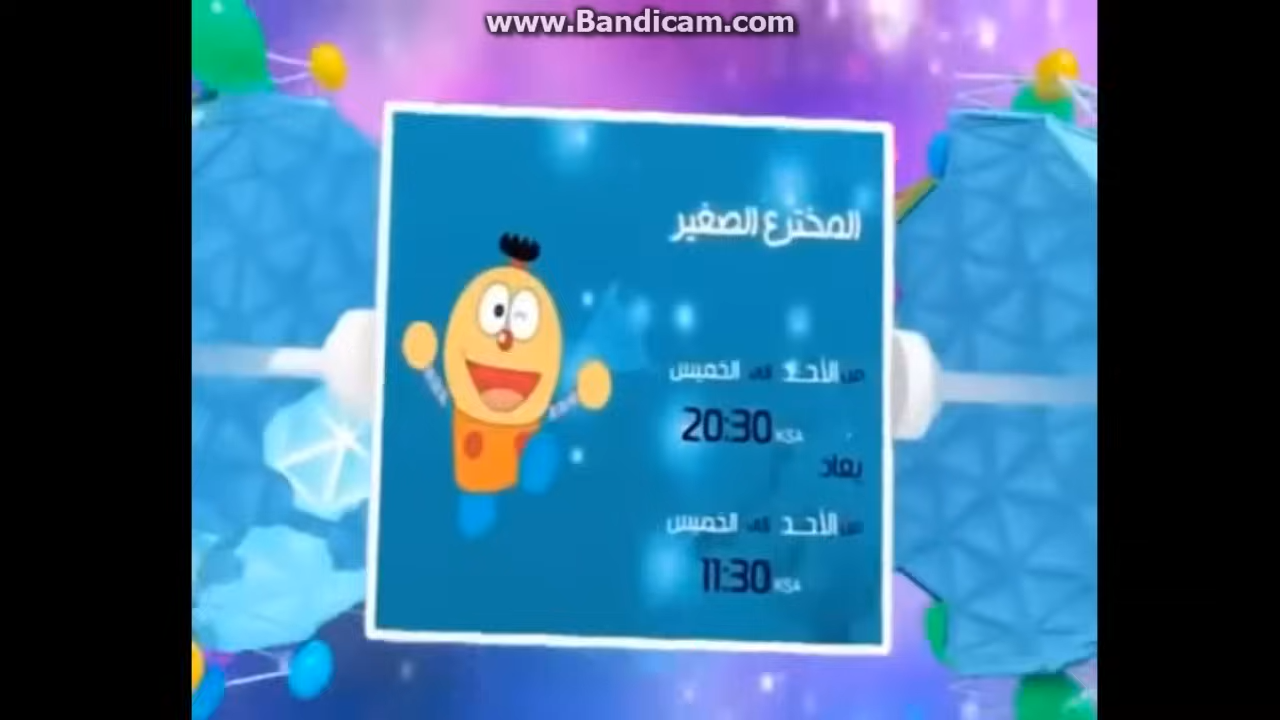 www.Bandicam.com
المخترع الصغير
من الأحد الى الخميس
20:30 KSA
يعاد
من الأحد الى الخميس
11:30 KSA